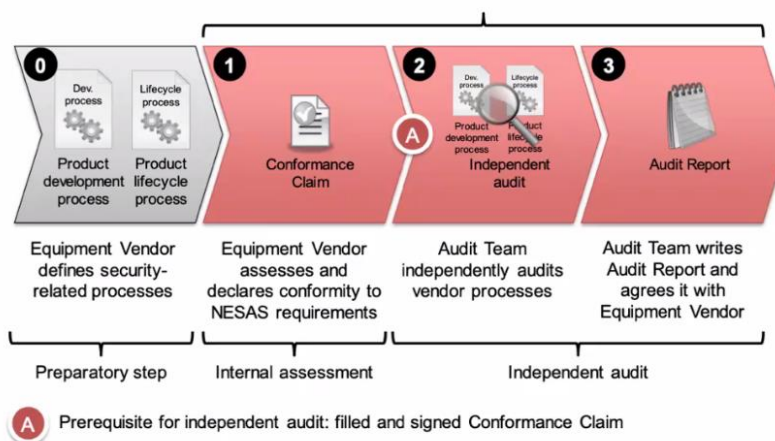 0
Dev.
process
Lifecycle
process
Product
development
process
Product
lifecycle
process
1
Conformance
Claim
A
2
Dev.
process
Lifecycle
process
Product
development
process
Product
lifecycle
process
Independent
audit
3
Audit Report
Equipment Vendor
defines security-
related processes
Equipment Vendor
assesses and
declares conformity to
NESAS requirements
Audit Team
independently audits
vendor processes
Audit Team writes
Audit Report and
agrees it with
Equipment Vendor
Preparatory step
Internal assessment
Independent audit
A Prerequisite for independent audit: filled and signed Conformance Claim